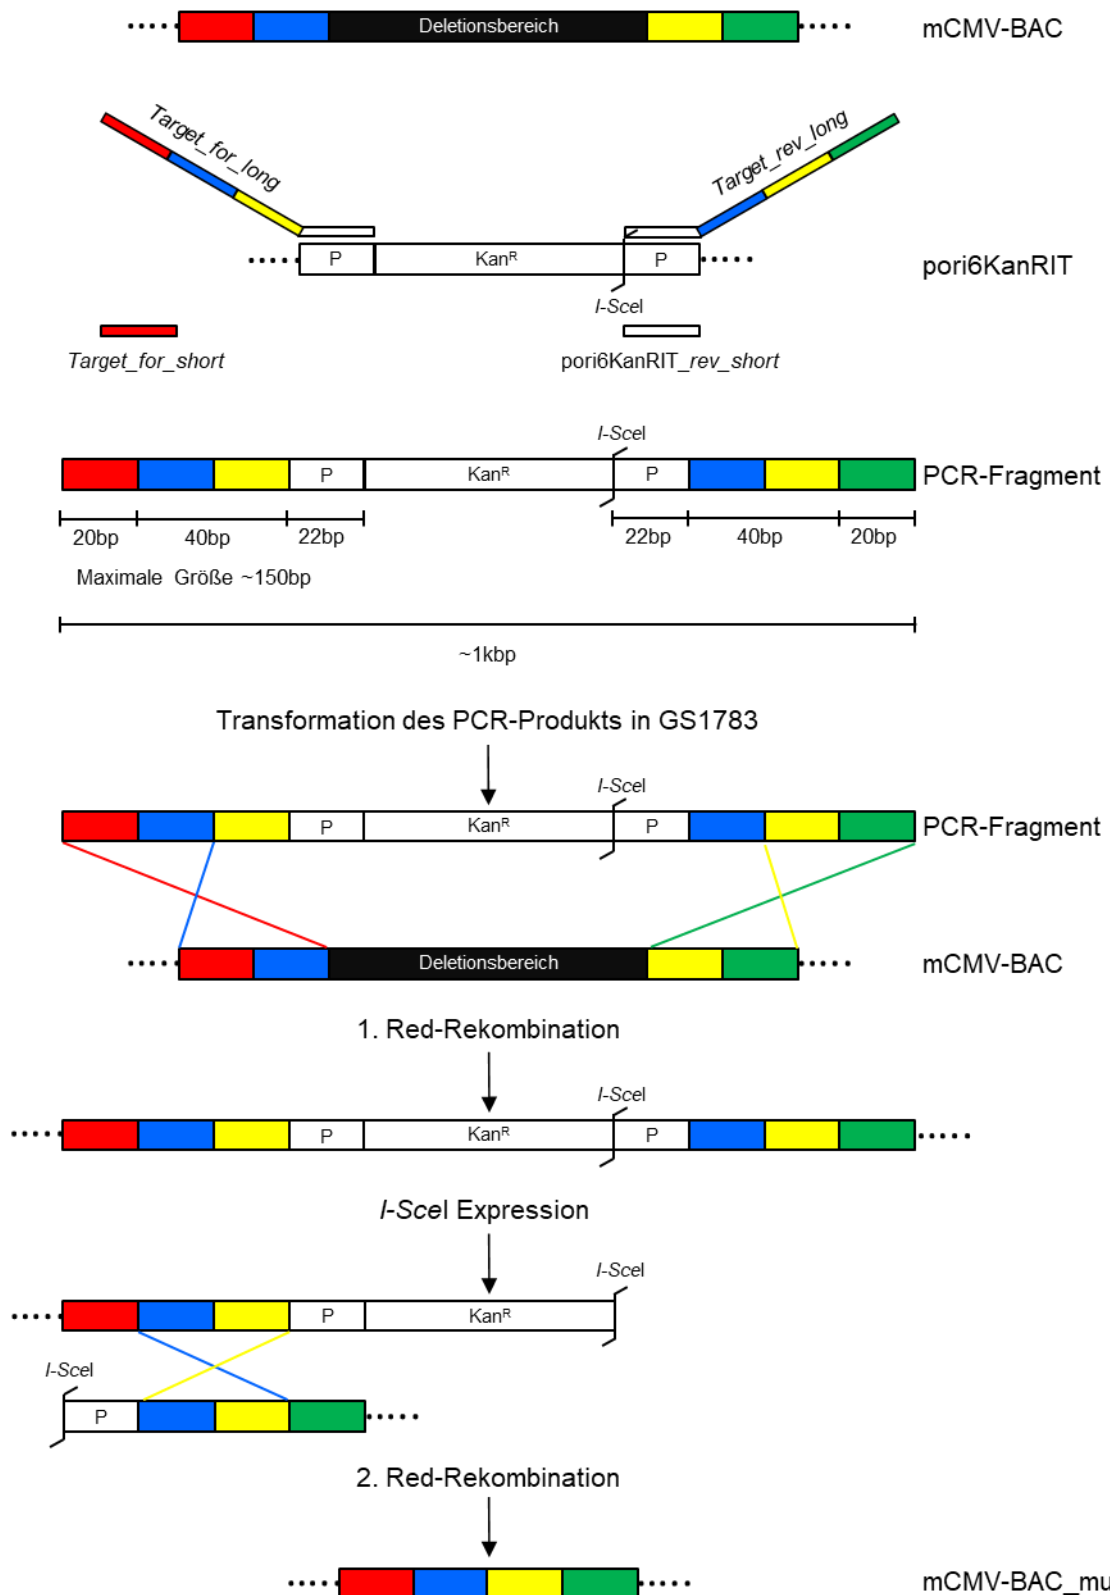 Deletionsbereich
mCMV-BAC
Target_for_long
Target_rev_long
P
KanR
P
pori6KanRIT
I-SceI
Target_for_short
pori6KanRIT_rev_short
I-SceI
P
KanR
P
PCR-Fragment
20bp
40bp
22bp
22bp
40bp
20bp
Maximale Größe ~150bp
~1kbp
Transformation des PCR-Produkts in GS1783
I-SceI
P
KanR
P
PCR-Fragment
Deletionsbereich
mCMV-BAC
1. Red-Rekombination
I-SceI
P
KanR
P
I-SceI Expression
I-SceI
P
KanR
I-SceI
P
2. Red-Rekombination
mCMV-BAC_mu